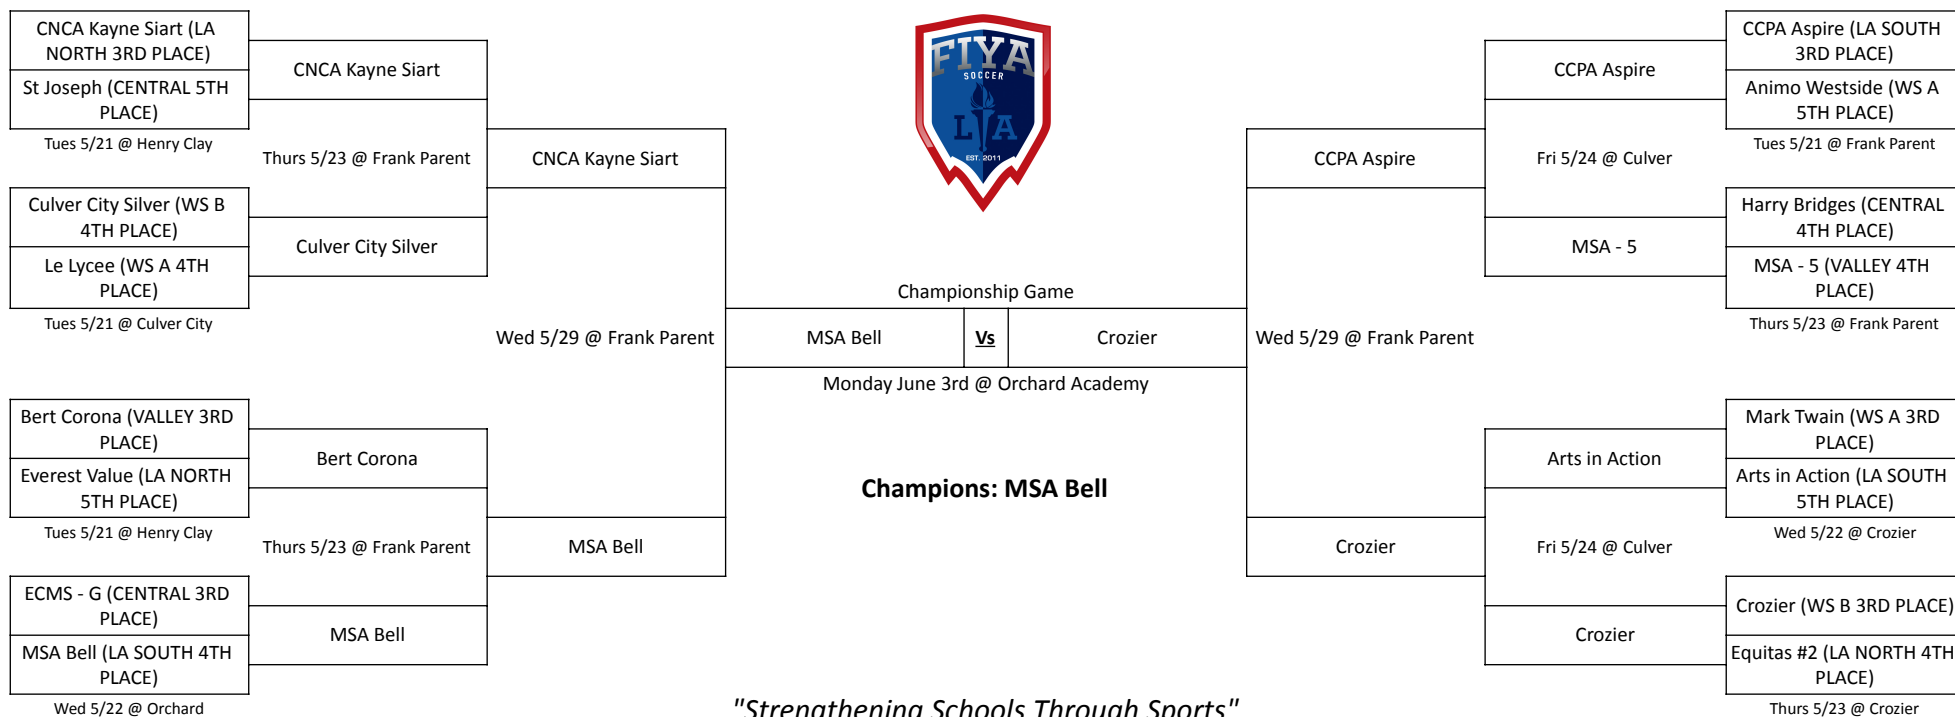 CNCA Kayne Siart (LA
NORTH 3RD PLACE)
St Joseph (CENTRAL 5TH
PLACE)
Tues 5/21 @ Henry Clay
Culver City Silver (WS B
4TH PLACE)
Le Lycee (WS A 4TH
PLACE)
Tues 5/21 @ Culver City
Bert Corona (VALLEY 3RD
PLACE)
Everest Value (LA NORTH
5TH PLACE)
Tues 5/21 @ Henry Clay
ECMS - G (CENTRAL 3RD
PLACE)
MSA Bell (LA SOUTH 4TH
PLACE)
Wed 5/22 @ Orchard
CNCA Kayne Siart
Thurs 5/23 @ Frank Parent
Culver City Silver
Bert Corona
Thurs 5/23 @ Frank Parent
MSA Bell
CNCA Kayne Siart
Wed 5/29 @ Frank Parent
MSA Bell
FIYA
SOCCER
LA
EST. 2011
Championship Game
MSA Bell
Vs
Crozier
Monday June 3rd @ Orchard Academy
Champions: MSA Bell
"Strengthening Schools Through Sports"
CCPA Aspire
Wed 5/29 @ Frank Parent
Crozier
CCPA Aspire
Fri 5/24 @ Culver
MSA - 5
Arts in Action
Fri 5/24 @ Culver
Crozier
CCPA Aspire (LA SOUTH
3RD PLACE)
Animo Westside (WS A
5TH PLACE)
Tues 5/21 @ Frank Parent
Harry Bridges (CENTRAL
4TH PLACE)
MSA - 5 (VALLEY 4TH
PLACE)
Thurs 5/23 @ Frank Parent
Mark Twain (WS A 3RD
PLACE)
Arts in Action (LA SOUTH
5TH PLACE)
Wed 5/22 @ Crozier
Crozier (WS B 3RD PLACE)
Equitas #2 (LA NORTH 4TH
PLACE)
Thurs 5/23 @ Crozier